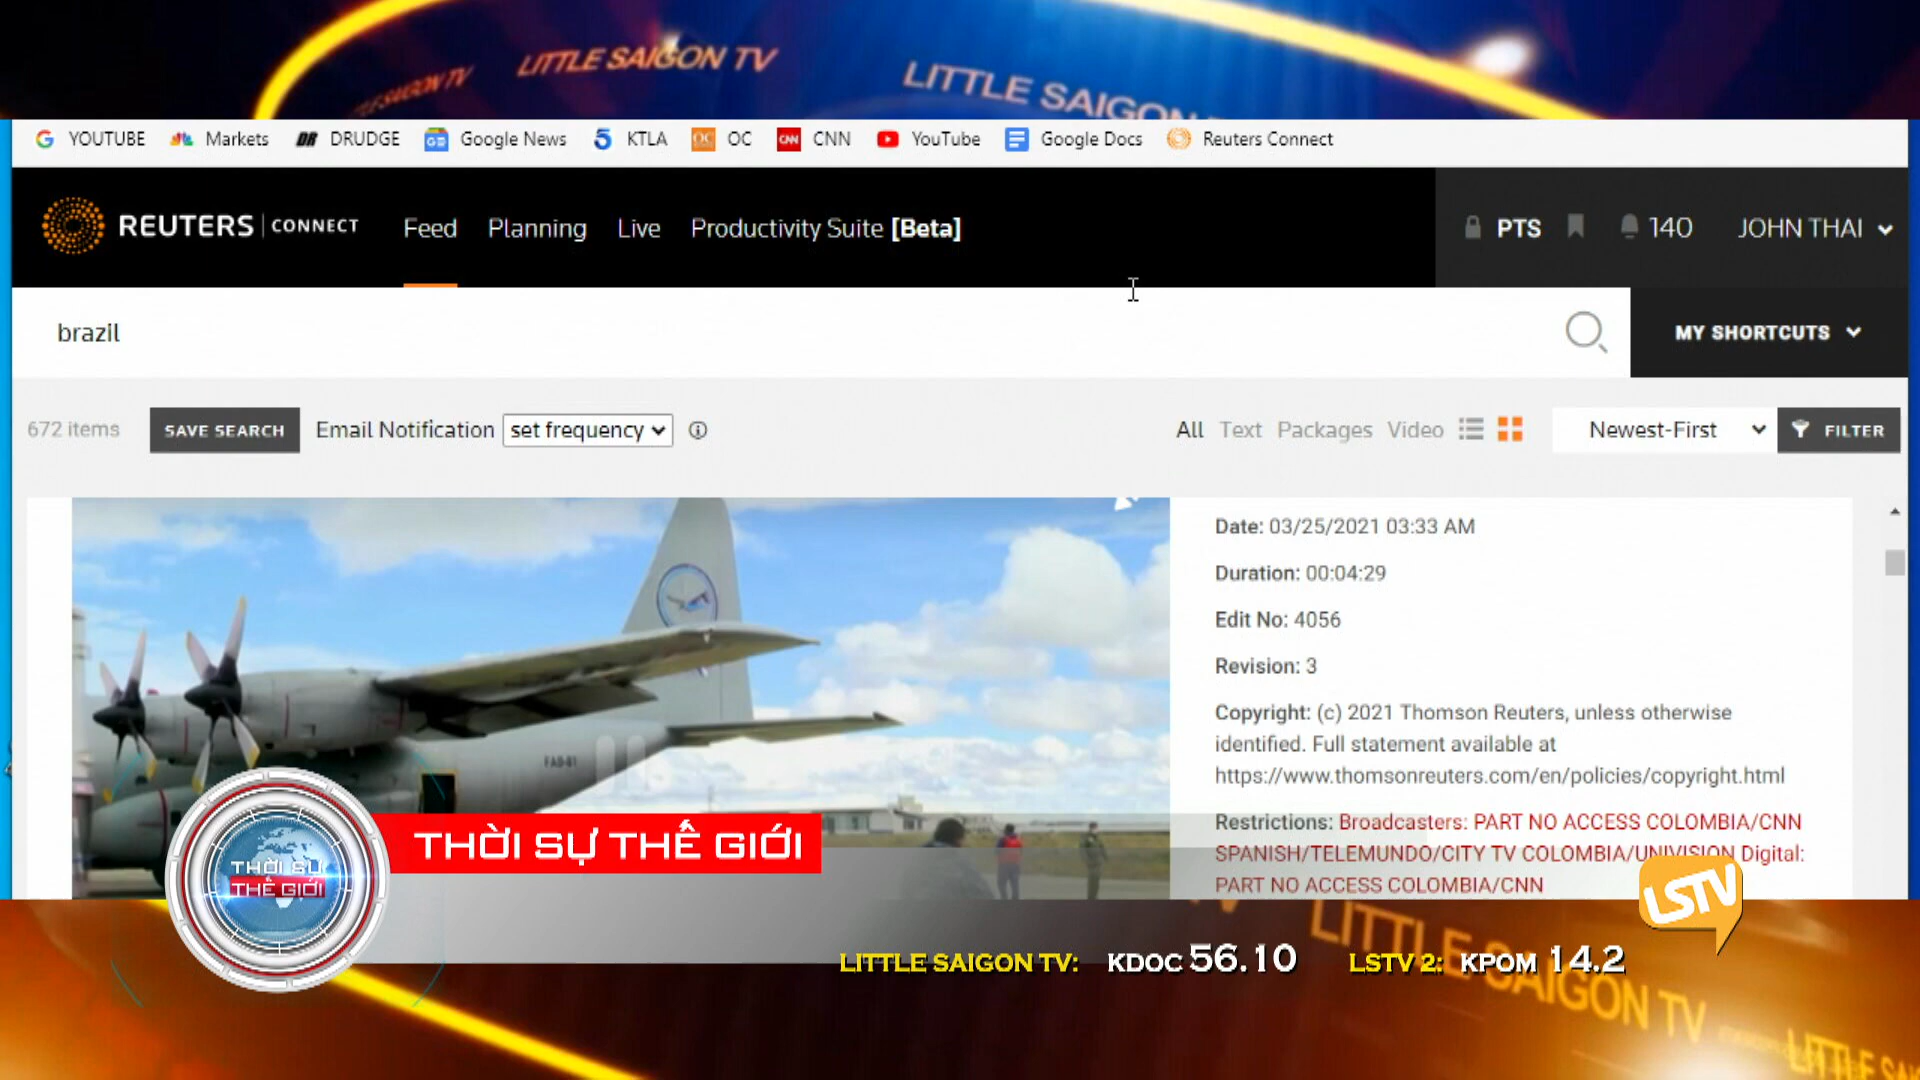 LITTLE SAIGON TV
LITTLE SAIGON
YOUTUBE Markets DRUDGE Google News KTLA OC CNN YouTube Google Docs Reuters Connect
REUTERS CONNECT Feed Planning Live Productivity Suite [Beta] PTS 140 JOHN THAI
brazil MY SHORTCUTS
672 items SAVE SEARCH Email Notification set frequency All Text Packages Video Newest-First FILTER
Date: 03/25/2021 03:33 AM
Duration: 00:04:29
Edit No: 4056
Revision: 3
Copyright: (c) 2021 Thomson Reuters, unless otherwise
identified. Full statement available at
https://www.thomsonreuters.com/en/policies/copyright.html
Restrictions: Broadcasters: PART NO ACCESS COLOMBIA/CNN
SPANISH/TELEMUNDO/CITY TV COLOMBIA/UNIVISION Digital:
PART NO ACCESS COLOMBIA/CNN
FAB-81
THỜI SỰ THẾ GIỚI
THỜI SỰ
THẾ GIỚI
LSTV
LITTLE SAIGON TV: KDOC 56.10 LSTV 2: KPOM 14.2
LITTLE SAIGON TV
LITTLE SAI